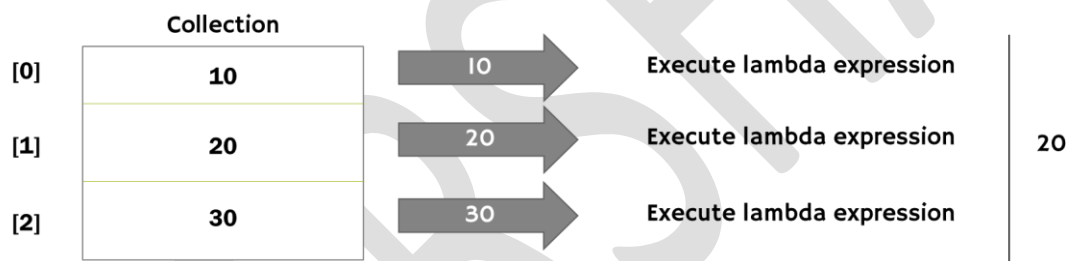 Collection
[0] 10 10 Execute lambda expression
[1] 20 20 Execute lambda expression 20
[2] 30 30 Execute lambda expression